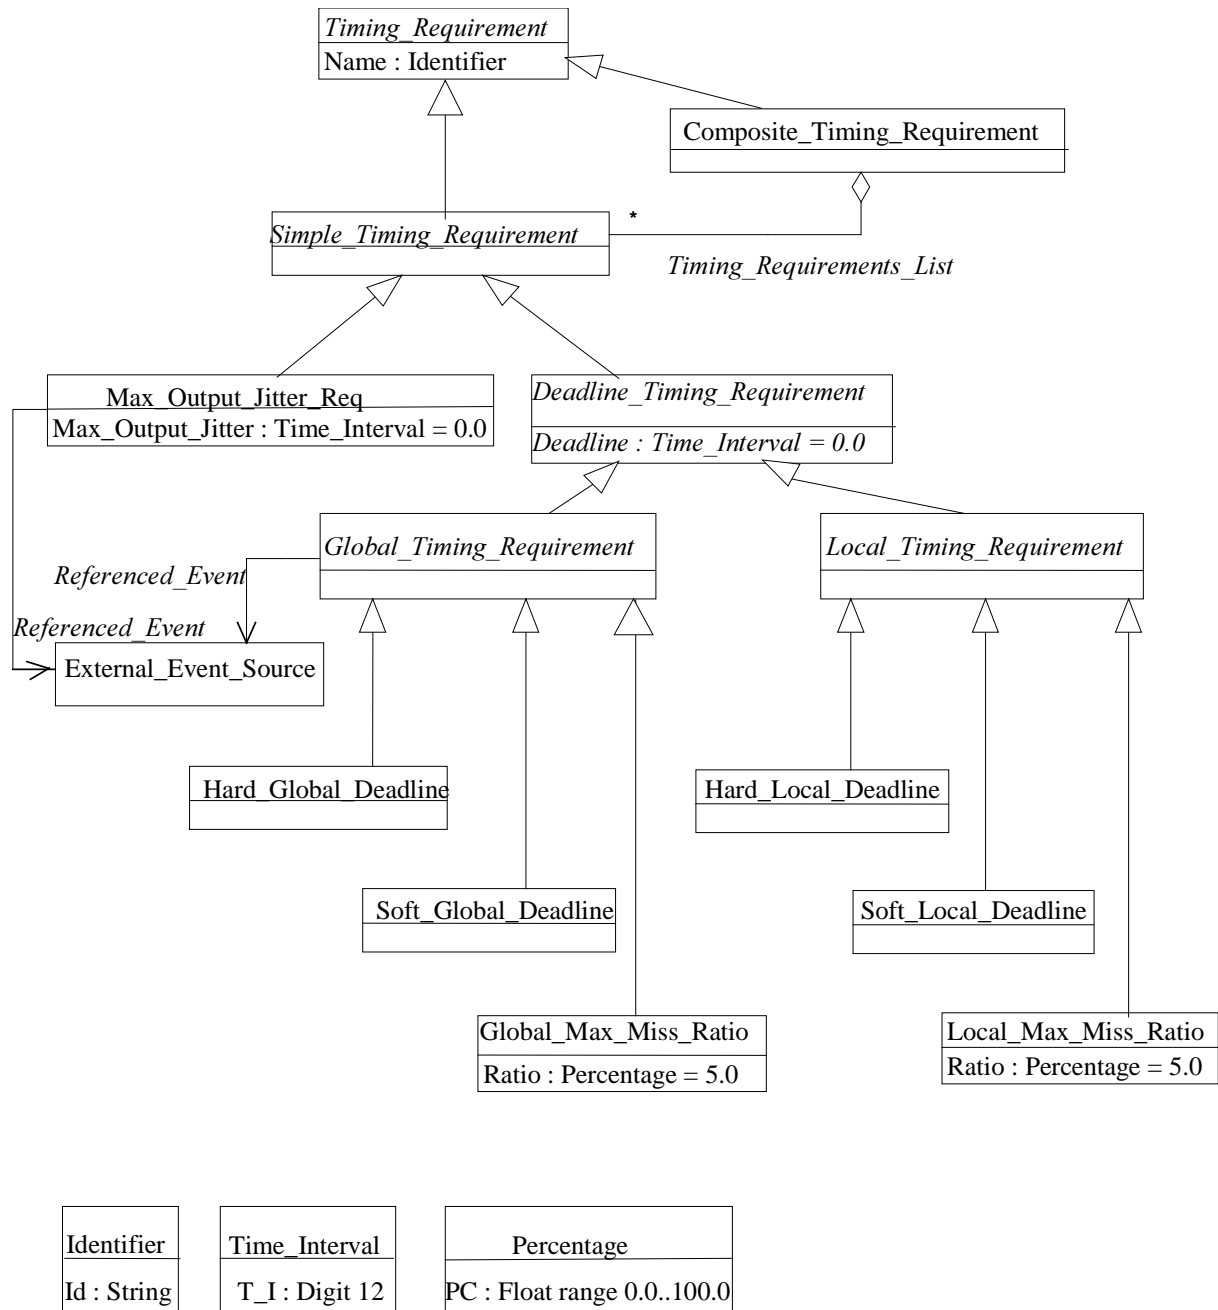 Timing_Requirement
Name : Identifier
Composite_Timing_Requirement
Simple_Timing_Requirement
*
Timing_Requirements_List
Max_Output_Jitter_Req
Max_Output_Jitter : Time_Interval = 0.0
Deadline_Timing_Requirement
Deadline : Time_Interval = 0.0
Global_Timing_Requirement
Local_Timing_Requirement
Referenced_Event
Referenced_Event
External_Event_Source
Hard_Global_Deadline
Hard_Local_Deadline
Soft_Global_Deadline
Soft_Local_Deadline
Global_Max_Miss_Ratio
Ratio : Percentage = 5.0
Local_Max_Miss_Ratio
Ratio : Percentage = 5.0
Identifier
Id : String
Time_Interval
T_I : Digit 12
Percentage
PC : Float range 0.0..100.0